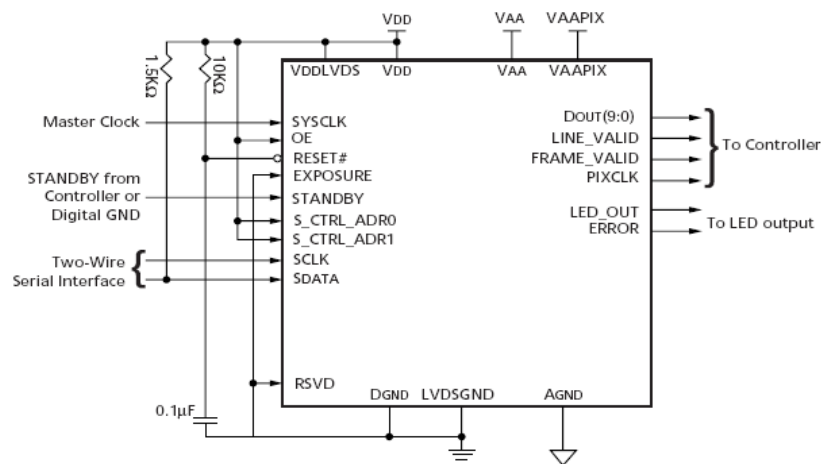 VDD
VAA
VAAPIX
1.5KΩ
10KΩ
VDDLVDS
VDD
VAA
VAAPIX
Master Clock
SYSCLK
OE
RESET#
EXPOSURE
STANDBY from
Controller or
Digital GND
STANDBY
S_CTRL_ADR0
S_CTRL_ADR1
Two-Wire
Serial Interface
SCLK
SDATA
RSVD
0.1µF
DGND
LVDSGND
AGND
DOUT(9:0)
LINE_VALID
FRAME_VALID
PIXCLK
To Controller
LED_OUT
ERROR
To LED output